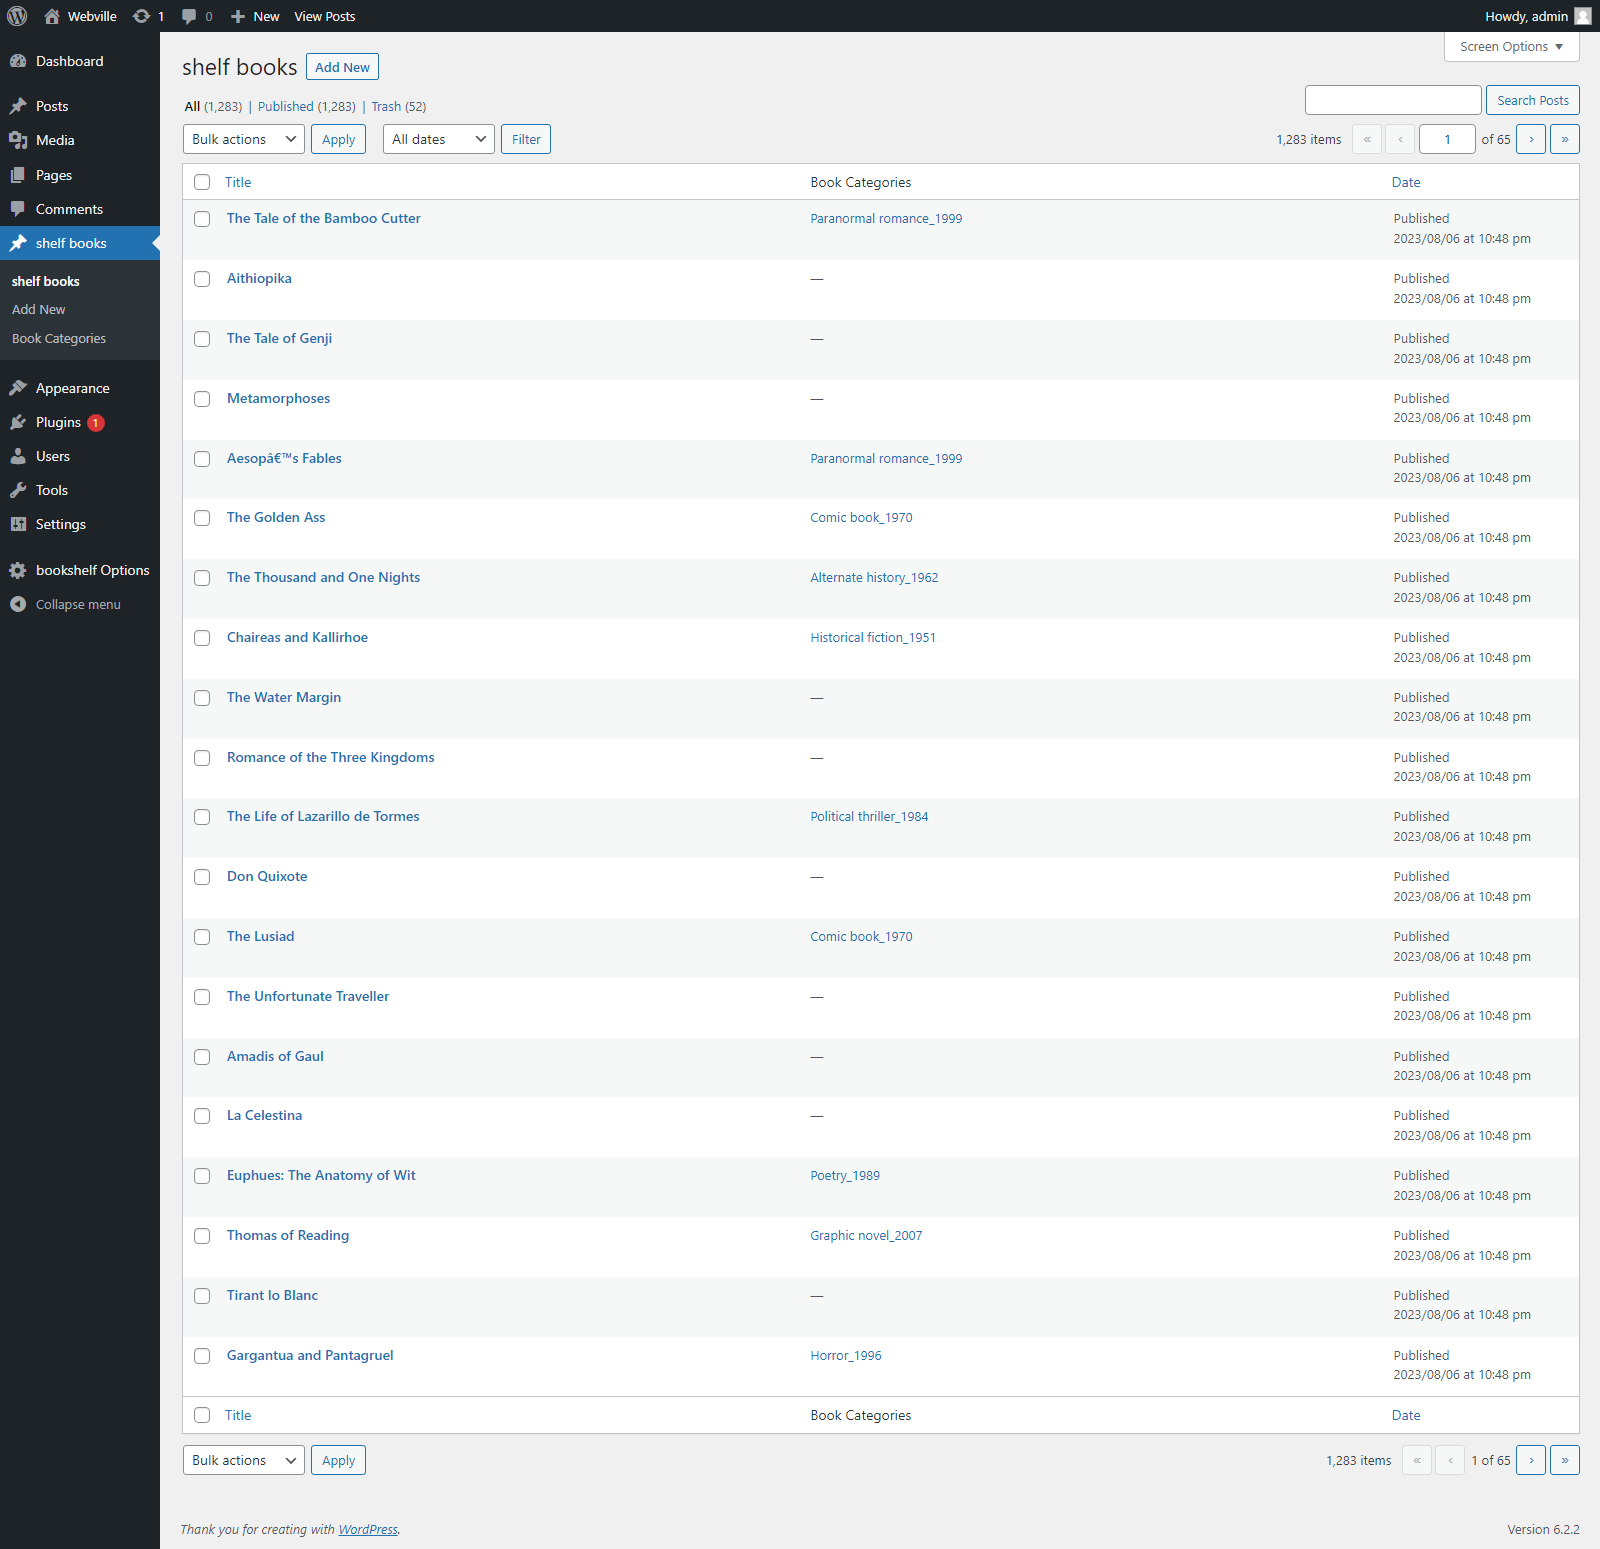 Webville 1 0 New View Posts Howdy, admin
Dashboard
Posts
Media
Pages
Comments
shelf books
shelf books
Add New
Book Categories
Appearance
Plugins 1
Users
Tools
Settings
bookshelf Options
Collapse menu
Screen Options ▼
shelf books Add New
All (1,283) | Published (1,283) | Trash (52)
Search Posts
Bulk actions Apply All dates Filter 1,283 items « ‹ 1 of 65 › »
Title Book Categories Date
The Tale of the Bamboo Cutter Paranormal romance_1999 Published
2023/08/06 at 10:48 pm
Aithiopika — Published
2023/08/06 at 10:48 pm
The Tale of Genji — Published
2023/08/06 at 10:48 pm
Metamorphoses — Published
2023/08/06 at 10:48 pm
Aesopâ€™s Fables Paranormal romance_1999 Published
2023/08/06 at 10:48 pm
The Golden Ass Comic book_1970 Published
2023/08/06 at 10:48 pm
The Thousand and One Nights Alternate history_1962 Published
2023/08/06 at 10:48 pm
Chaireas and Kallirhoe Historical fiction_1951 Published
2023/08/06 at 10:48 pm
The Water Margin — Published
2023/08/06 at 10:48 pm
Romance of the Three Kingdoms — Published
2023/08/06 at 10:48 pm
The Life of Lazarillo de Tormes Political thriller_1984 Published
2023/08/06 at 10:48 pm
Don Quixote — Published
2023/08/06 at 10:48 pm
The Lusiad Comic book_1970 Published
2023/08/06 at 10:48 pm
The Unfortunate Traveller — Published
2023/08/06 at 10:48 pm
Amadis of Gaul — Published
2023/08/06 at 10:48 pm
La Celestina — Published
2023/08/06 at 10:48 pm
Euphues: The Anatomy of Wit Poetry_1989 Published
2023/08/06 at 10:48 pm
Thomas of Reading Graphic novel_2007 Published
2023/08/06 at 10:48 pm
Tirant lo Blanc — Published
2023/08/06 at 10:48 pm
Gargantua and Pantagruel Horror_1996 Published
2023/08/06 at 10:48 pm
Title Book Categories Date
Bulk actions Apply 1,283 items « ‹ 1 of 65 › »
Thank you for creating with WordPress. Version 6.2.2